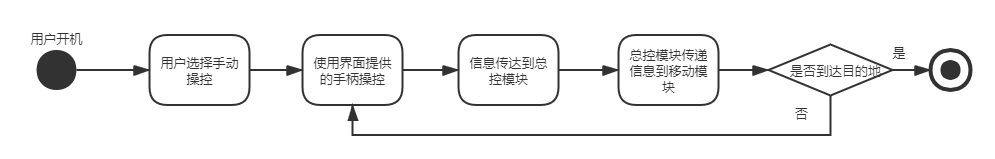 用户开机
用户选择手动
操控
使用界面提供
的手柄操控
信息传达到总
控模块
总控模块传递
信息到移动模
块
是否到达目的地
是
否